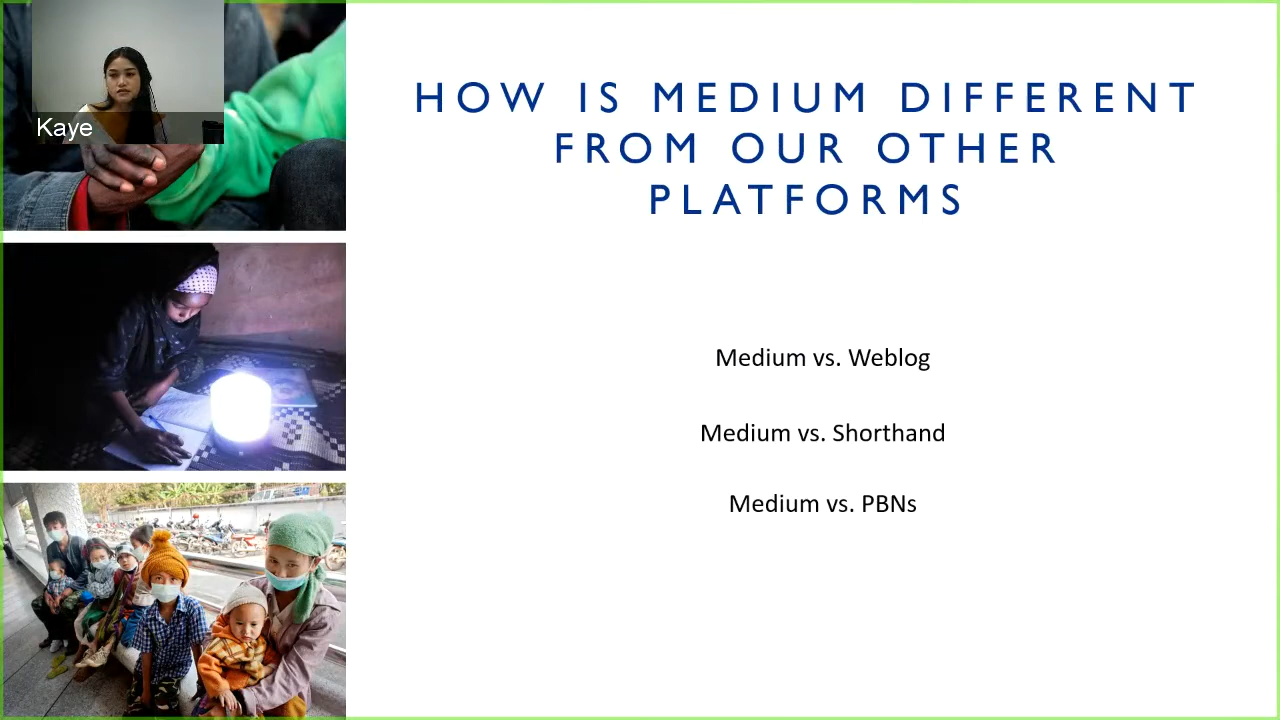 Kaye
HOW IS MEDIUM DIFFERENT
FROM OUR OTHER
PLATFORMS
Medium vs. Weblog
Medium vs. Shorthand
Medium vs. PBNs